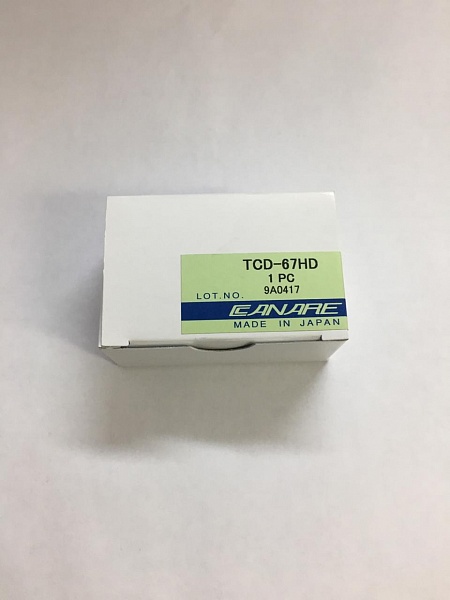 TCD-67HD
1 PC
LOT.NO. 9A0417
CANARE
MADE IN JAPAN